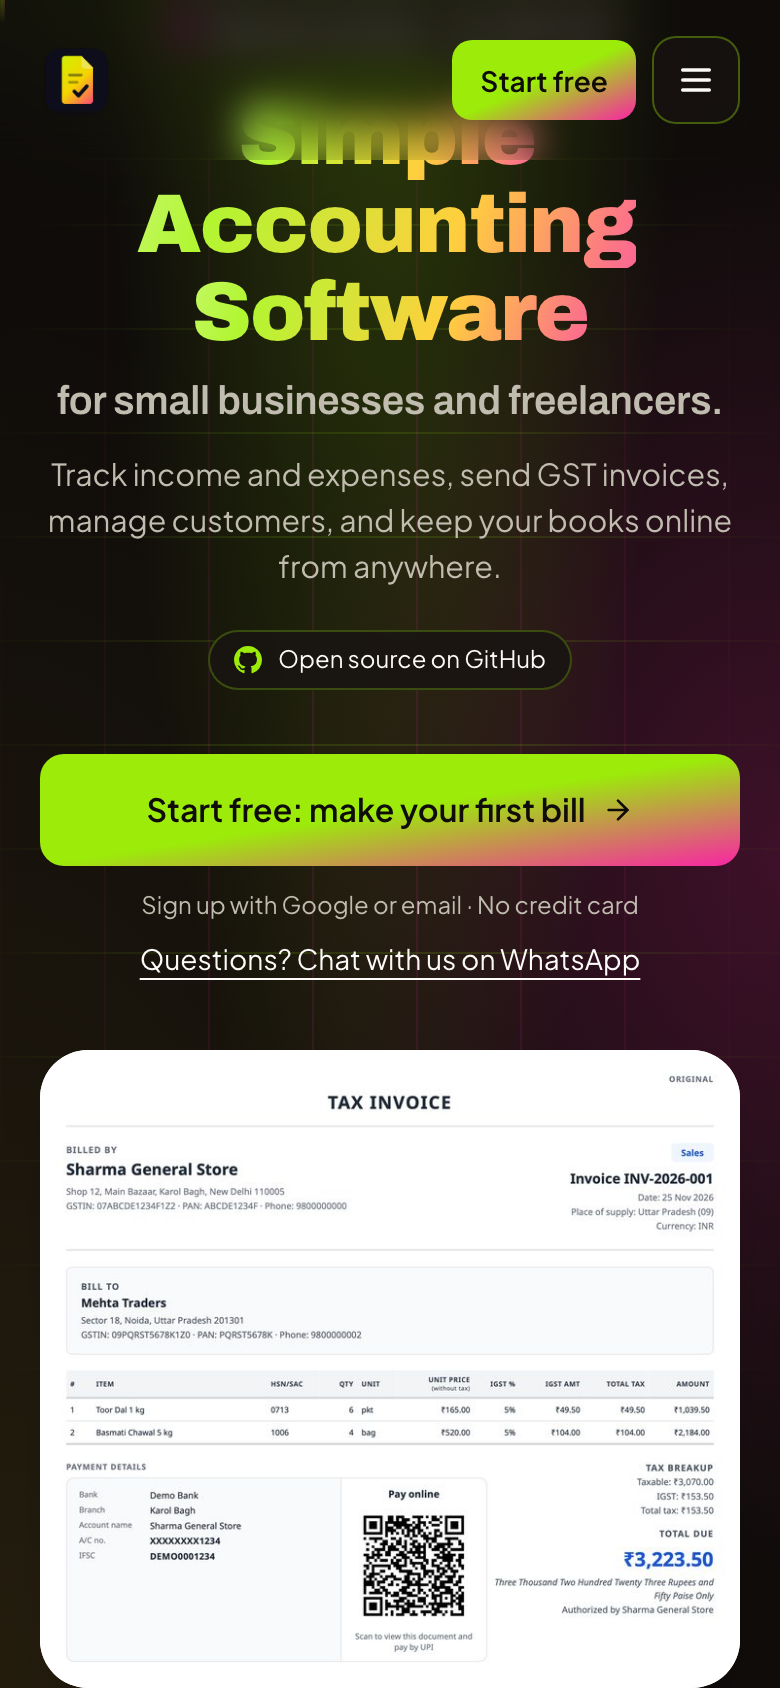 Start free
Simple
Accounting
Software
for small businesses and freelancers.
Track income and expenses, send GST invoices,
manage customers, and keep your books online
from anywhere.
Open source on GitHub
Start free: make your first bill →
Sign up with Google or email · No credit card
Questions? Chat with us on WhatsApp
ORIGINAL
TAX INVOICE
BILLED BY
Sharma General Store
Shop 12, Main Bazaar, Karol Bagh, New Delhi 110005
GSTIN: 07ABCDE1234F1Z2 · PAN: ABCDE1234F · Phone: 9800000000
Sales
Invoice INV-2026-001
Date: 25 Nov 2026
Place of supply: Uttar Pradesh (09)
Currency: INR
BILL TO
Mehta Traders
Sector 18, Noida, Uttar Pradesh 201301
GSTIN: 09PQRST5678K1Z0 · PAN: PQRST5678K · Phone: 9800000002
# ITEM HSN/SAC QTY UNIT UNIT PRICE (without tax) IGST % IGST AMT TOTAL TAX AMOUNT
1 Toor Dal 1 kg 0713 6 pkt ₹165.00 5% ₹49.50 ₹49.50 ₹1,039.50
2 Basmati Chawal 5 kg 1006 4 bag ₹520.00 5% ₹104.00 ₹104.00 ₹2,184.00
PAYMENT DETAILS
Bank Demo Bank
Branch Karol Bagh
Account name Sharma General Store
A/C no. XXXXXXXX1234
IFSC DEMO0001234
Pay online
Scan to view this document and
pay by UPI
TAX BREAKUP
Taxable: ₹3,070.00
IGST: ₹153.50
Total tax: ₹153.50
TOTAL DUE
₹3,223.50
Three Thousand Two Hundred Twenty Three Rupees and
Fifty Paise Only
Authorized by Sharma General Store